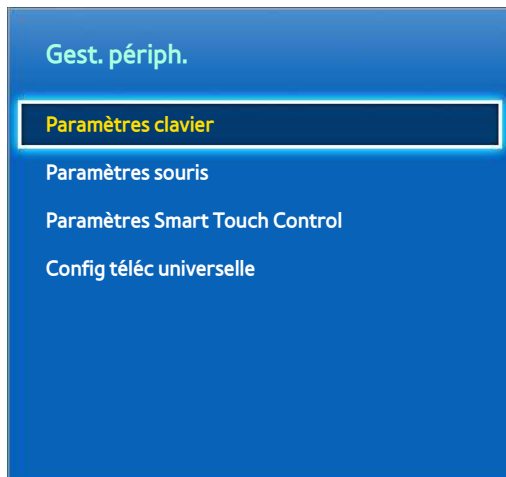 Gest. périph.
Paramètres clavier
Paramètres souris
Paramètres Smart Touch Control
Config téléc universelle